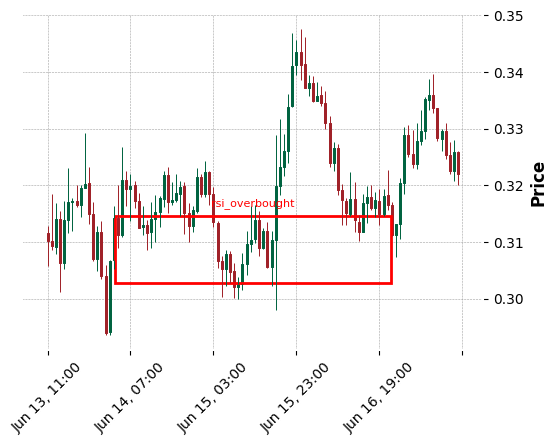 0.35
0.34
0.33
0.32
0.31
0.30
Price
rsi_overbought
Jun 13, 11:00
Jun 14, 07:00
Jun 15, 03:00
Jun 15, 23:00
Jun 16, 19:00